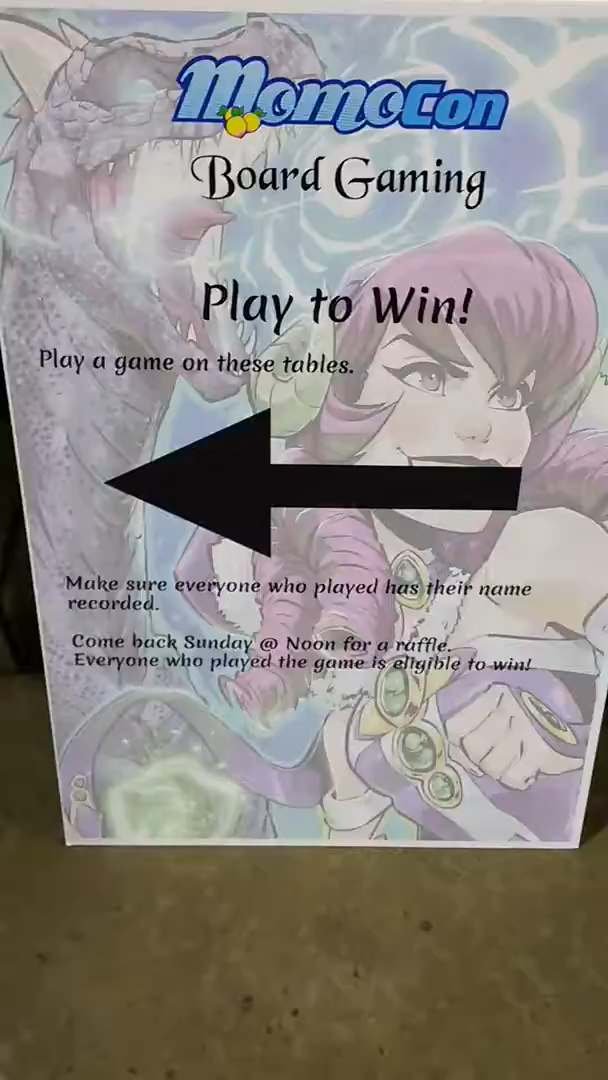 MomoCon
Board Gaming
Play to Win!
Play a game on these tables.
Make sure everyone who played has their name
recorded.
Come back Sunday @ Noon for a raffle.
Everyone who played the game is eligible to win!